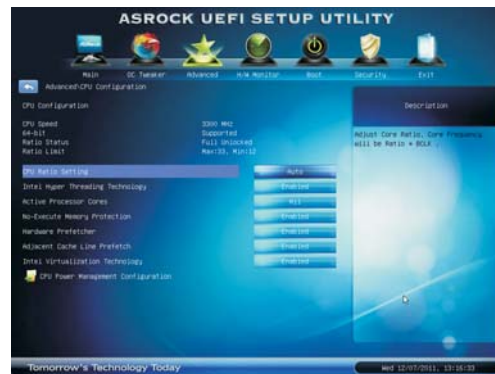 ASROCK UEFI SETUP UTILITY
Main
OC Tweaker
Advanced
H/W Monitor
Boot
Security
Exit
Advanced\CPU Configuration
CPU Configuration
Description
CPU Speed 3300 MHz
64-bit Supported
Ratio Status Full Unlocked
Ratio Limit Max:33, Min:12
Adjust Core Ratio, Core Frequency
will be Ratio * BCLK .
CPU Ratio Setting Auto
Intel Hyper Threading Technology Enabled
Active Processor Cores All
No-Execute Memory Protection Enabled
Hardware Prefetcher Enabled
Adjacent Cache Line Prefetch Enabled
Intel Virtualization Technology Enabled
CPU Power Management Configuration
Tomorrow's Technology Today
Wed 12/07/2011, 13:16:33